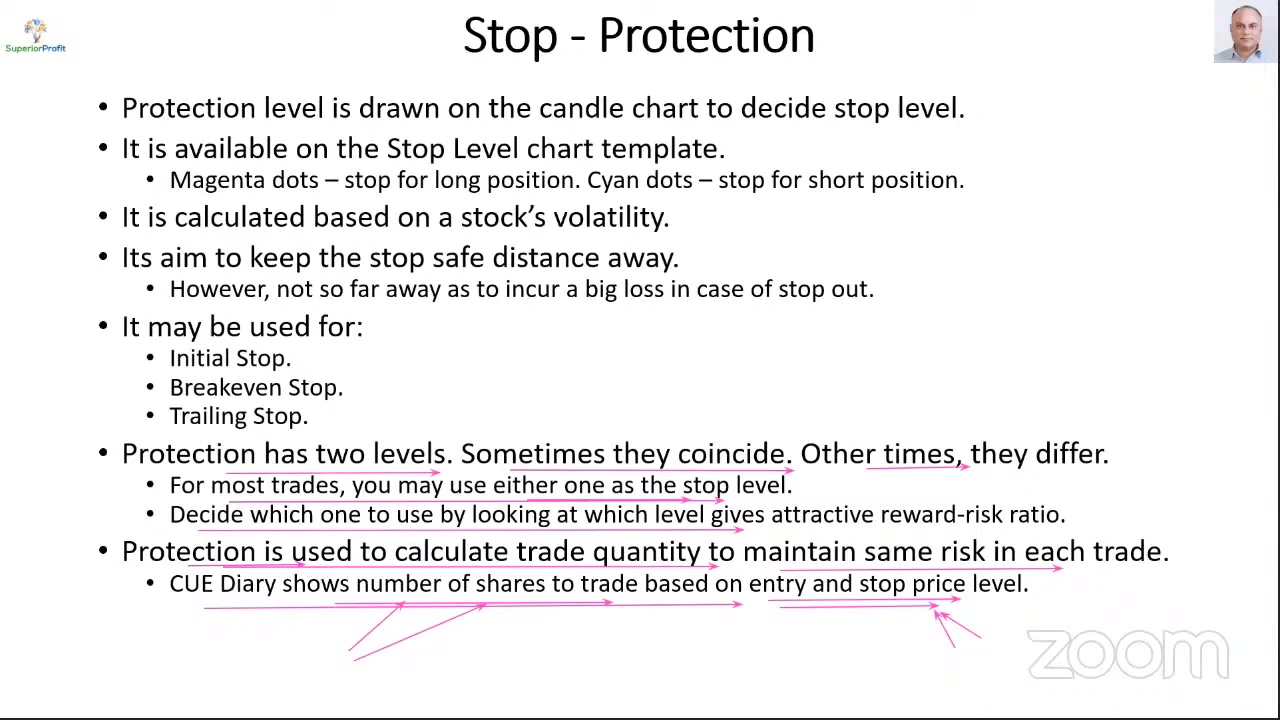 SuperiorProfit
Stop - Protection
• Protection level is drawn on the candle chart to decide stop level.
• It is available on the Stop Level chart template.
• Magenta dots – stop for long position. Cyan dots – stop for short position.
• It is calculated based on a stock’s volatility.
• Its aim to keep the stop safe distance away.
• However, not so far away as to incur a big loss in case of stop out.
• It may be used for:
• Initial Stop.
• Breakeven Stop.
• Trailing Stop.
• Protection has two levels. Sometimes they coincide. Other times, they differ.
• For most trades, you may use either one as the stop level.
• Decide which one to use by looking at which level gives attractive reward-risk ratio.
• Protection is used to calculate trade quantity to maintain same risk in each trade.
• CUE Diary shows number of shares to trade based on entry and stop price level.
zoom